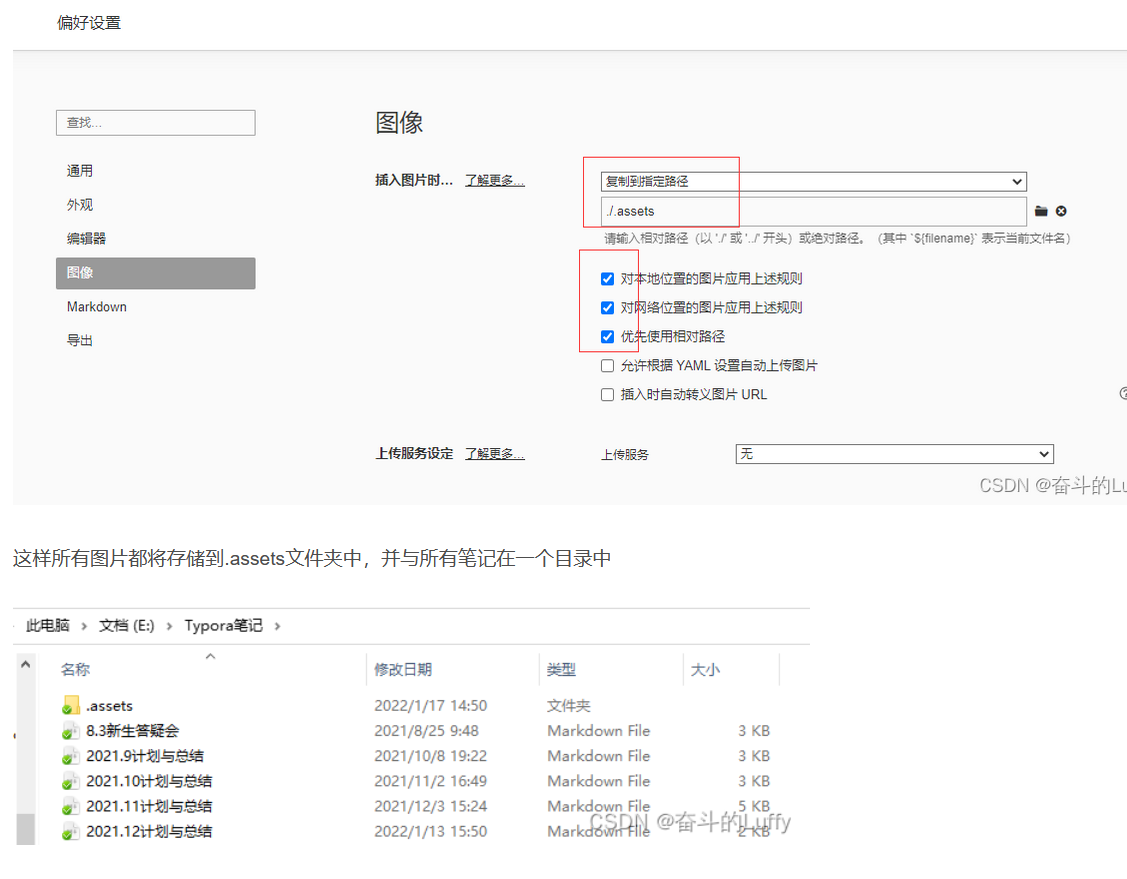 偏好设置
查找...
图像
通用
插入图片时... 了解更多... 复制到指定路径
外观
./.assets
编辑器
请输入相对路径（以 './' 或 '../' 开头）或绝对路径。（其中 `${filename}` 表示当前文件名）
图像
对本地位置的图片应用上述规则
Markdown
对网络位置的图片应用上述规则
导出
优先使用相对路径
允许根据 YAML 设置自动上传图片
插入时自动转义图片 URL
上传服务设定 了解更多... 上传服务 无
CSDN @奋斗的Lu
这样所有图片都将存储到.assets文件夹中，并与所有笔记在一个目录中
此电脑 > 文档 (E:) > Typora笔记 >
名称 修改日期 类型 大小
.assets 2022/1/17 14:50 文件夹
8.3新生答疑会 2021/8/25 9:48 Markdown File 3 KB
2021.9计划与总结 2021/10/8 19:22 Markdown File 3 KB
2021.10计划与总结 2021/11/2 16:49 Markdown File 3 KB
2021.11计划与总结 2021/12/3 15:24 Markdown File 5 KB
2021.12计划与总结 2022/1/13 15:50 Markdown File 2 KB
CSDN @奋斗的Luffy